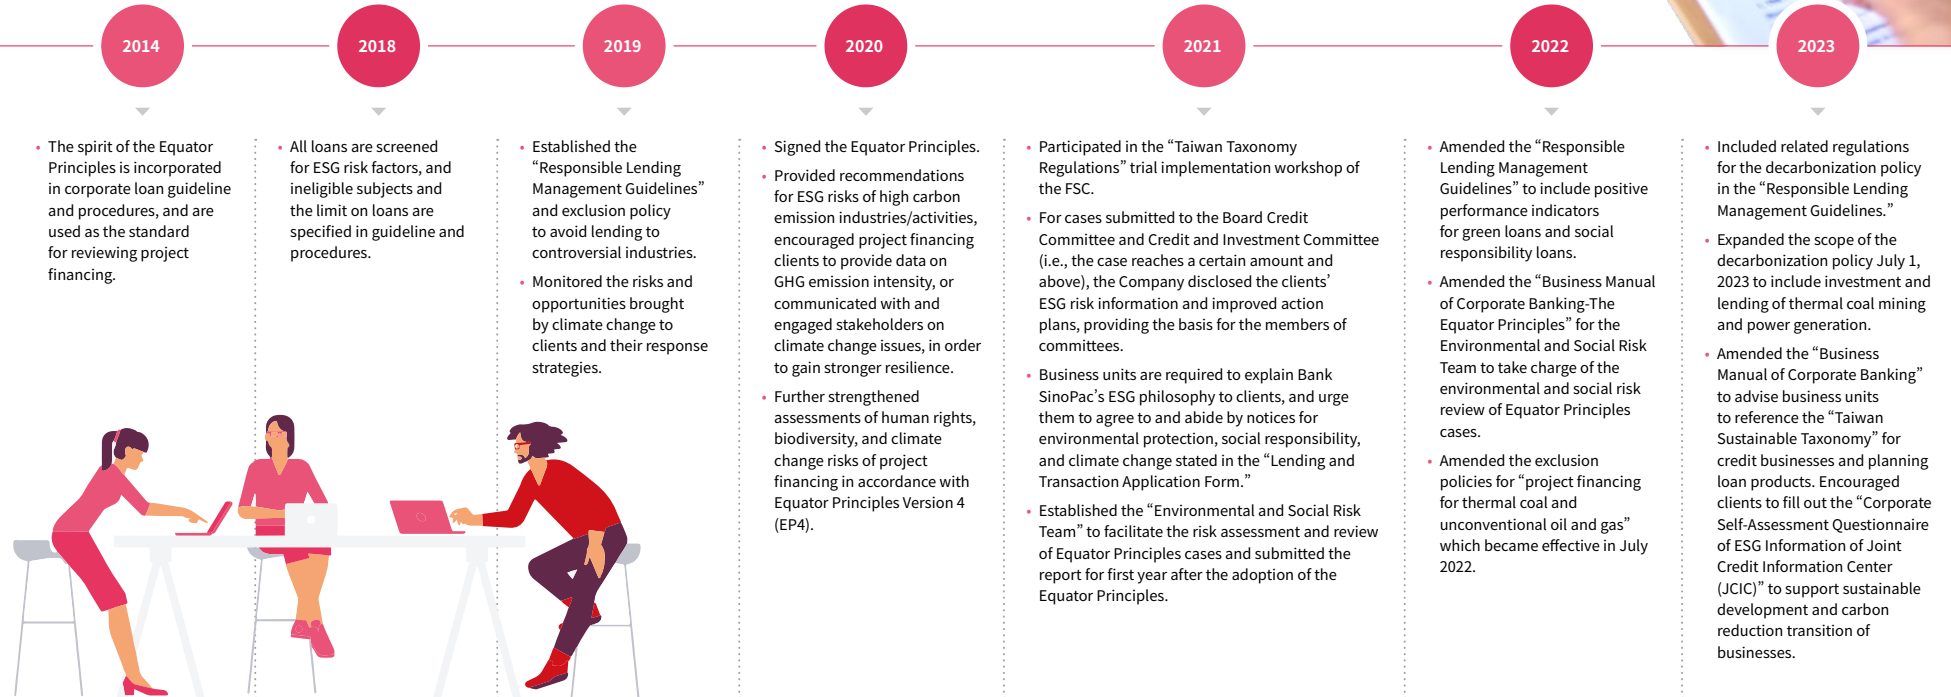 2014
2018
2019
2020
2021
2022
2023
• The spirit of the Equator
Principles is incorporated
in corporate loan guideline
and procedures, and are
used as the standard
for reviewing project
financing.
• All loans are screened
for ESG risk factors, and
ineligible subjects and
the limit on loans are
specified in guideline and
procedures.
• Established the
“Responsible Lending
Management Guidelines”
and exclusion policy
to avoid lending to
controversial industries.
• Monitored the risks and
opportunities brought
by climate change to
clients and their response
strategies.
• Signed the Equator Principles.
• Provided recommendations
for ESG risks of high carbon
emission industries/activities,
encouraged project financing
clients to provide data on
GHG emission intensity, or
communicated with and
engaged stakeholders on
climate change issues, in order
to gain stronger resilience.
• Further strengthened
assessments of human rights,
biodiversity, and climate
change risks of project
financing in accordance with
Equator Principles Version 4
(EP4).
• Participated in the “Taiwan Taxonomy
Regulations” trial implementation workshop of
the FSC.
• For cases submitted to the Board Credit
Committee and Credit and Investment Committee
(i.e., the case reaches a certain amount and
above), the Company disclosed the clients’
ESG risk information and improved action
plans, providing the basis for the members of
committees.
• Business units are required to explain Bank
SinoPac’s ESG philosophy to clients, and urge
them to agree to and abide by notices for
environmental protection, social responsibility,
and climate change stated in the “Lending and
Transaction Application Form.”
• Established the “Environmental and Social Risk
Team” to facilitate the risk assessment and review
of Equator Principles cases and submitted the
report for first year after the adoption of the
Equator Principles.
• Amended the “Responsible
Lending Management
Guidelines” to include positive
performance indicators
for green loans and social
responsibility loans.
• Amended the “Business Manual
of Corporate Banking-The
Equator Principles” for the
Environmental and Social Risk
Team to take charge of the
environmental and social risk
review of Equator Principles
cases.
• Amended the exclusion
policies for “project financing
for thermal coal and
unconventional oil and gas”
which became effective in July
2022.
• Included related regulations
for the decarbonization policy
in the “Responsible Lending
Management Guidelines.”
• Expanded the scope of the
decarbonization policy July 1,
2023 to include investment and
lending of thermal coal mining
and power generation.
• Amended the “Business
Manual of Corporate Banking”
to advise business units
to reference the “Taiwan
Sustainable Taxonomy” for
credit businesses and planning
loan products. Encouraged
clients to fill out the “Corporate
Self-Assessment Questionnaire
of ESG Information of Joint
Credit Information Center
(JCIC)” to support sustainable
development and carbon
reduction transition of
businesses.